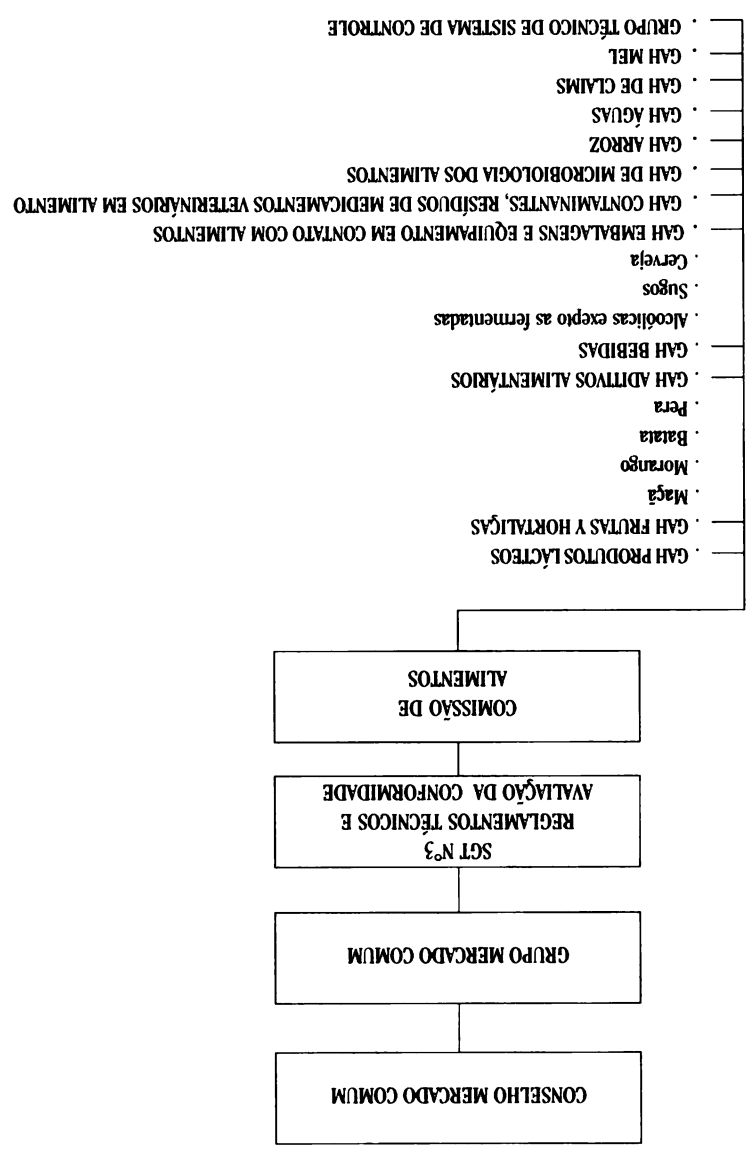 CONSELHO MERCADO COMUM
GRUPO MERCADO COMUM
SGT Nº3
REGLAMENTOS TÉCNICOS E
AVALIAÇÃO DA CONFORMIDADE
COMISSÃO DE
ALIMENTOS
. GAH PRODUTOS LÁCTEOS
. GAH FRUTAS Y HORTALIÇAS
. Maçã
. Morango
. Batata
. Pera
. GAH ADITIVOS ALIMENTÁRIOS
. GAH BEBIDAS
. Alcoólicas exepto as fermentadas
. Sugos
. Cerveja
. GAH EMBALAGENS E EQUIPAMENTO EM CONTATO COM ALIMENTOS
. GAH CONTAMINANTES, RESÍDUOS DE MEDICAMENTOS VETERINÁRIOS EM ALIMENTO
. GAH DE MICROBIOLOGIA DOS ALIMENTOS
. GAH ARROZ
. GAH ÁGUAS
. GAH DE CLAIMS
. GAH MEL
. GRUPO TÉCNICO DE SISTEMA DE CONTROLE